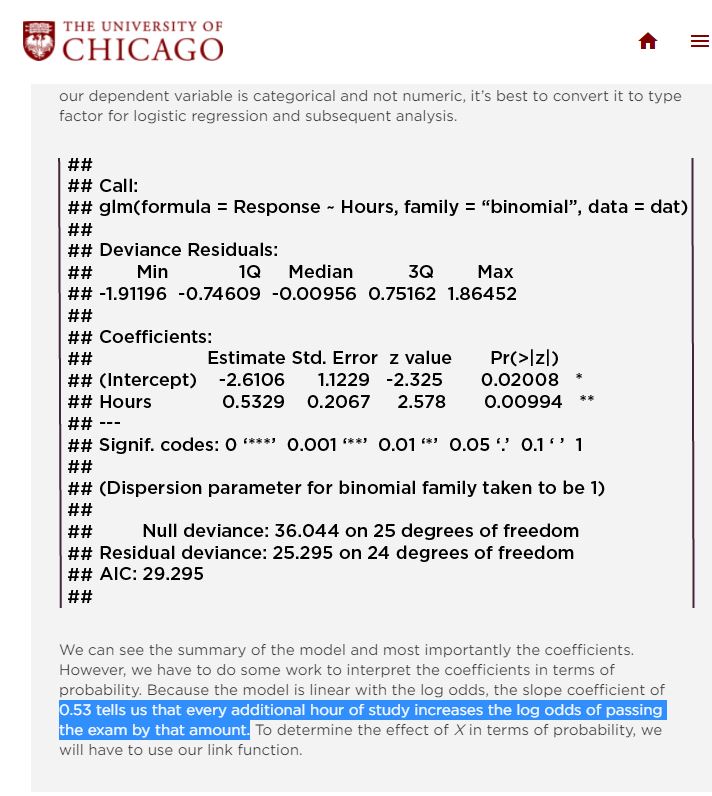 THE UNIVERSITY OF
CHICAGO
our dependent variable is categorical and not numeric, it’s best to convert it to type
factor for logistic regression and subsequent analysis.
##
## Call:
## glm(formula = Response ~ Hours, family = “binomial”, data = dat)
##
## Deviance Residuals:
## Min 1Q Median 3Q Max
## -1.91196 -0.74609 -0.00956 0.75162 1.86452
##
## Coefficients:
## Estimate Std. Error z value Pr(>|z|)
## (Intercept) -2.6106 1.1229 -2.325 0.02008 *
## Hours 0.5329 0.2067 2.578 0.00994 **
## ---
## Signif. codes: 0 ‘***’ 0.001 ‘**’ 0.01 ‘*’ 0.05 ‘.’ 0.1 ‘ ’ 1
##
## (Dispersion parameter for binomial family taken to be 1)
##
## Null deviance: 36.044 on 25 degrees of freedom
## Residual deviance: 25.295 on 24 degrees of freedom
## AIC: 29.295
##
We can see the summary of the model and most importantly the coefficients.
However, we have to do some work to interpret the coefficients in terms of
probability. Because the model is linear with the log odds, the slope coefficient of
0.53 tells us that every additional hour of study increases the log odds of passing
the exam by that amount. To determine the effect of X in terms of probability, we
will have to use our link function.